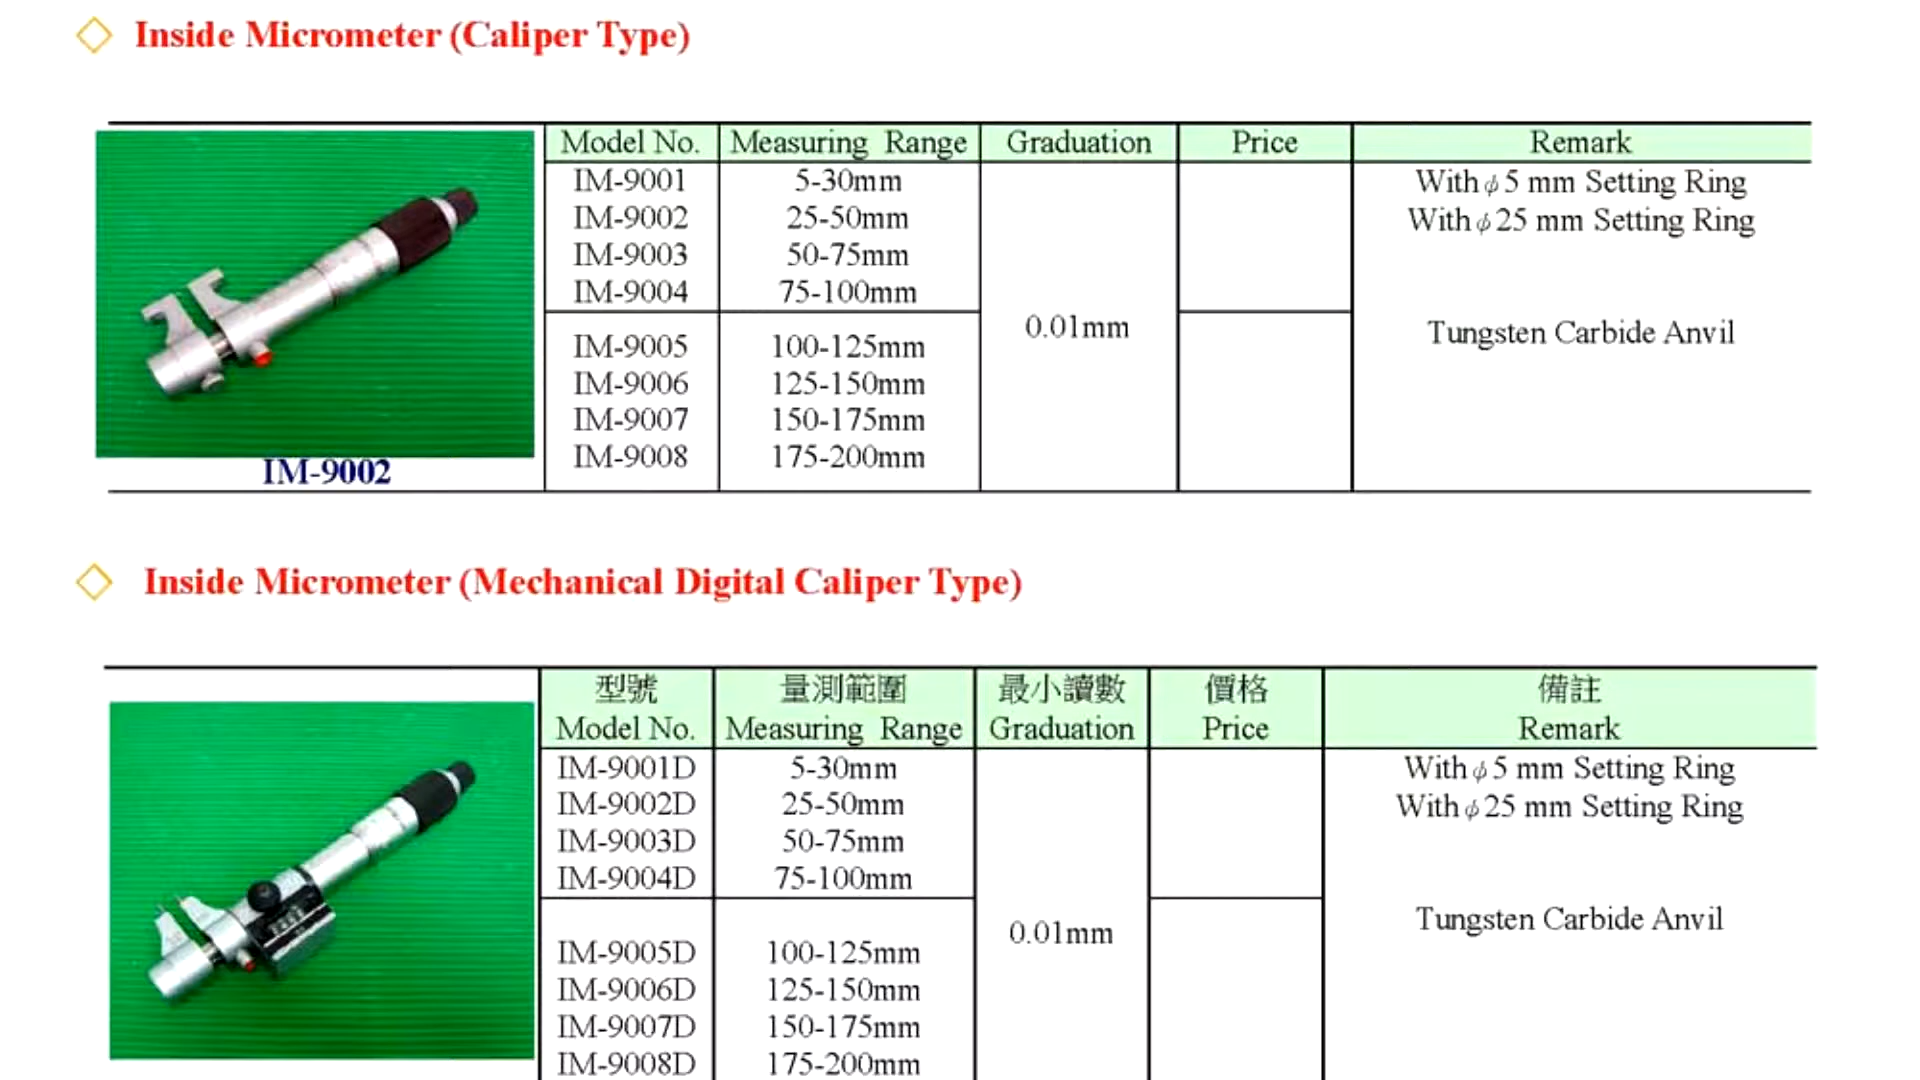 Inside Micrometer (Caliper Type)
Model No. Measuring Range Graduation Price Remark
IM-9001 5-30mm With ϕ5 mm Setting Ring
IM-9002 25-50mm With ϕ25 mm Setting Ring
IM-9003 50-75mm
IM-9004 75-100mm
0.01mm Tungsten Carbide Anvil
IM-9005 100-125mm
IM-9006 125-150mm
IM-9007 150-175mm
IM-9008 175-200mm
IM-9002
Inside Micrometer (Mechanical Digital Caliper Type)
型號 量測範圍 最小讀數 價格 備註
Model No. Measuring Range Graduation Price Remark
IM-9001D 5-30mm With ϕ5 mm Setting Ring
IM-9002D 25-50mm With ϕ25 mm Setting Ring
IM-9003D 50-75mm
IM-9004D 75-100mm
0.01mm Tungsten Carbide Anvil
IM-9005D 100-125mm
IM-9006D 125-150mm
IM-9007D 150-175mm
IM-9008D 175-200mm